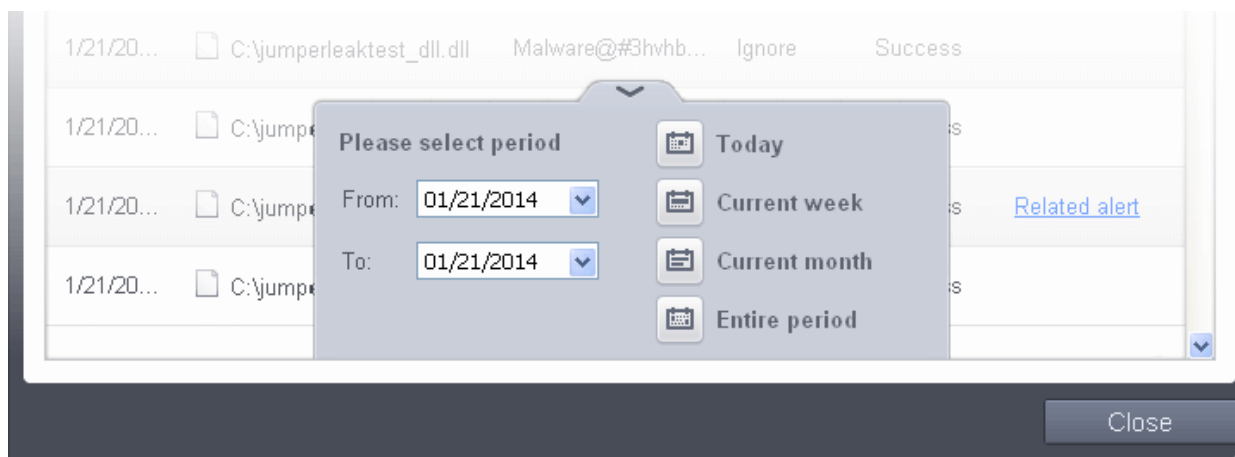 1/21/20... C:\jumperleaktest_dll.dll Malware@#3hvhb... Ignore Success
1/21/20... C:\jump s
Please select period
Today
1/21/20... C:\jump s Related alert
From: 01/21/2014
Current week
To: 01/21/2014
Current month
1/21/20... C:\jump s
Entire period
Close